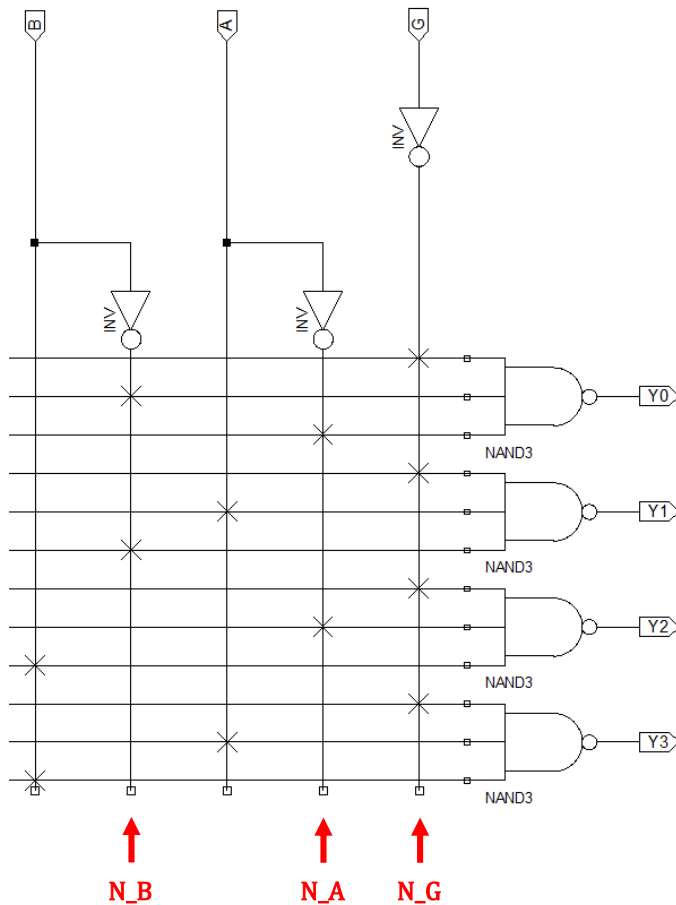 B
A
G
INV
INV
INV
Y0
NAND3
Y1
NAND3
Y2
NAND3
Y3
NAND3
N_B
N_A
N_G